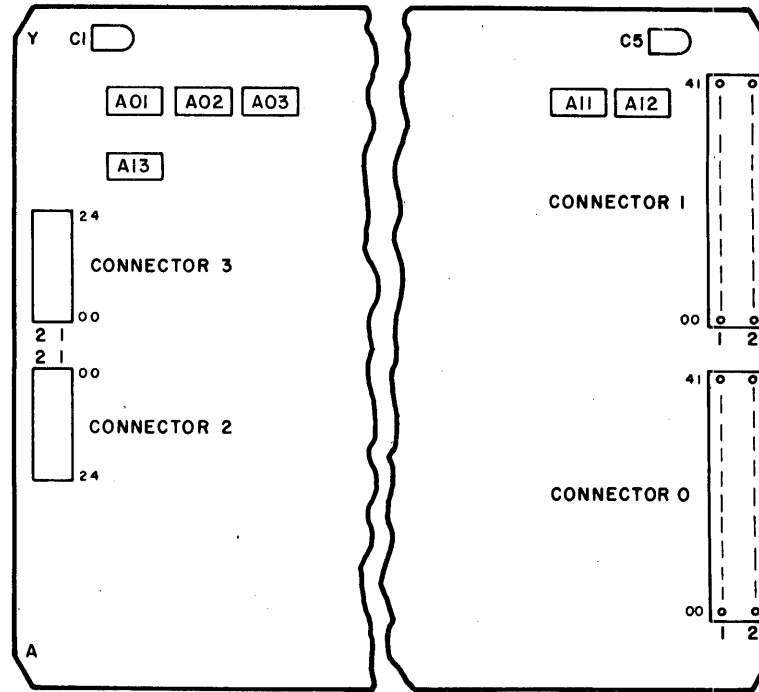 Y C1 C5
41
A01 A02 A03 A11 A12
A13
CONNECTOR 1
24
CONNECTOR 3
00 00
2 1 1 2
2 1
00 41
CONNECTOR 2
24
CONNECTOR 0
00
1 2
A